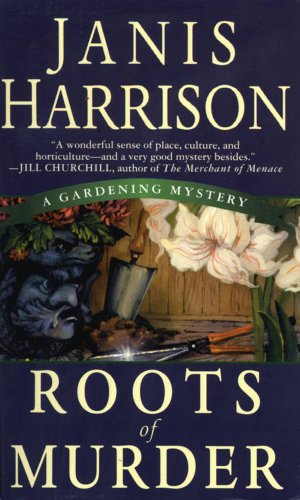 JANIS
HARRISON
"A wonderful sense of place, culture, and
horticulture—and a very good mystery besides."
—JILL CHURCHILL, author of The Merchant of Menace
A GARDENING MYSTERY
ROOTS
of
MURDER